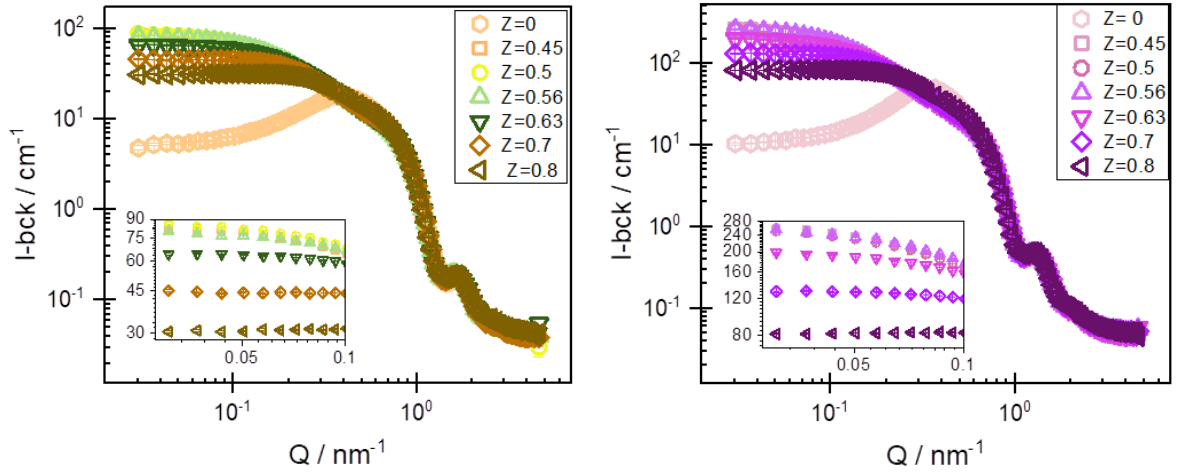 I-bck / cm⁻¹
10²
10¹
10⁰
10⁻¹
Z=0
Z=0.45
Z=0.5
Z=0.56
Z=0.63
Z=0.7
Z=0.8
90
75
60
45
30
0.05
0.1
10⁻¹
10⁰
Q / nm⁻¹
I-bck / cm⁻¹
10²
10¹
10⁰
10⁻¹
10⁻²
Z= 0
Z=0.45
Z=0.5
Z=0.56
Z=0.63
Z=0.7
Z=0.8
280
240
200
160
120
80
0.05
0.1
10⁻¹
10⁰
Q / nm⁻¹